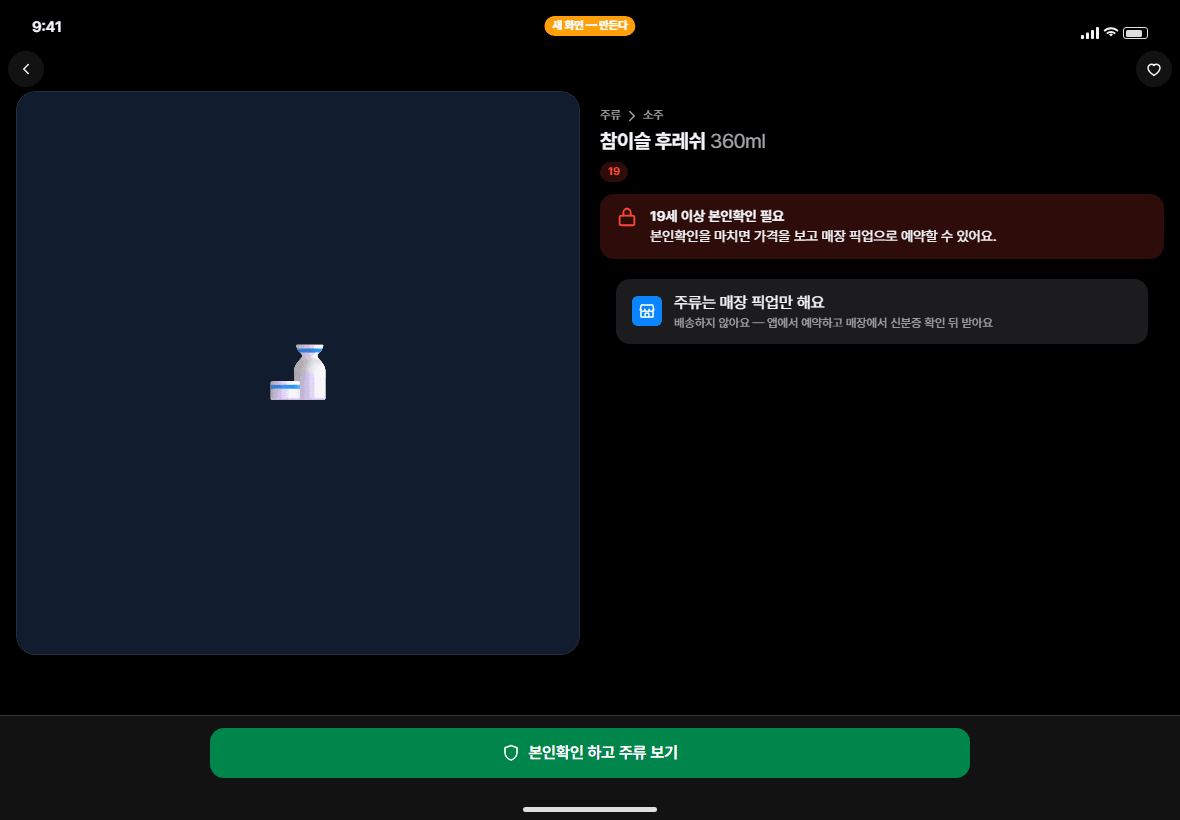 9:41
새 화면 — 만든다
주류 > 소주
참이슬 후레쉬 360ml
19
19세 이상 본인확인 필요
본인확인을 마치면 가격을 보고 매장 픽업으로 예약할 수 있어요.
주류는 매장 픽업만 해요
배송하지 않아요 — 앱에서 예약하고 매장에서 신분증 확인 뒤 받아요
본인확인 하고 주류 보기